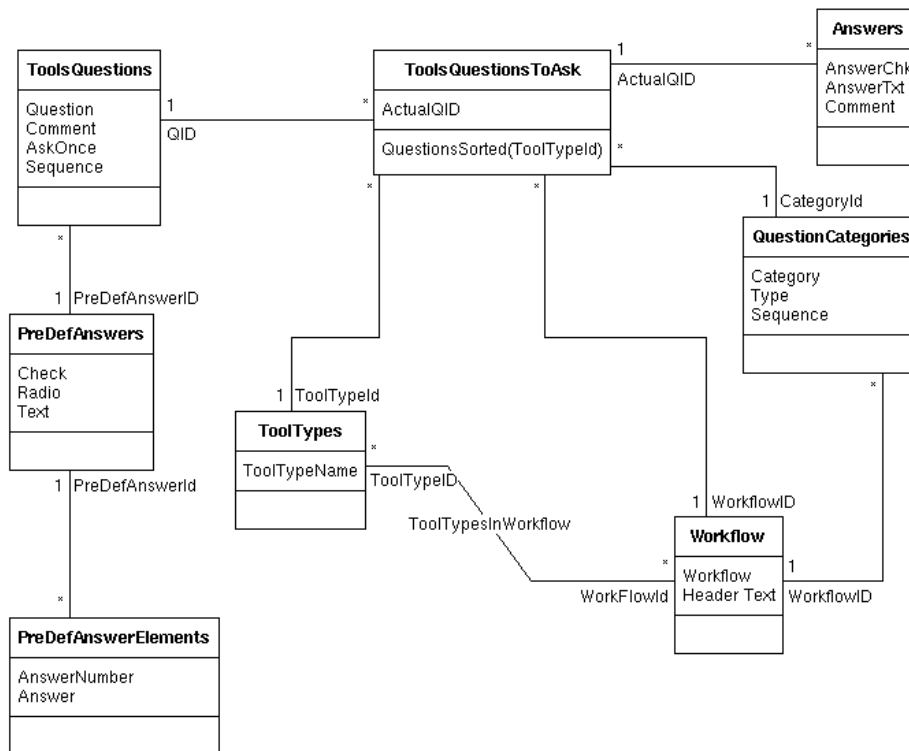 ToolsQuestions
Question
Comment
AskOnce
Sequence
1
QID
*
ToolsQuestionsToAsk
ActualQID
QuestionsSorted(ToolTypeId)
1
ActualQID
*
Answers
AnswerChk
AnswerTxt
Comment
*
1 CategoryId
QuestionCategories
Category
Type
Sequence
*
*
*
1 PreDefAnswerID
PreDefAnswers
Check
Radio
Text
1 PreDefAnswerId
*
PreDefAnswerElements
AnswerNumber
Answer
1 ToolTypeId
ToolTypes
ToolTypeName
*
ToolTypeID
ToolTypesInWorkflow
*
WorkFlowId
1 WorkflowID
Workflow
Workflow
Header Text
1
WorkflowID
*